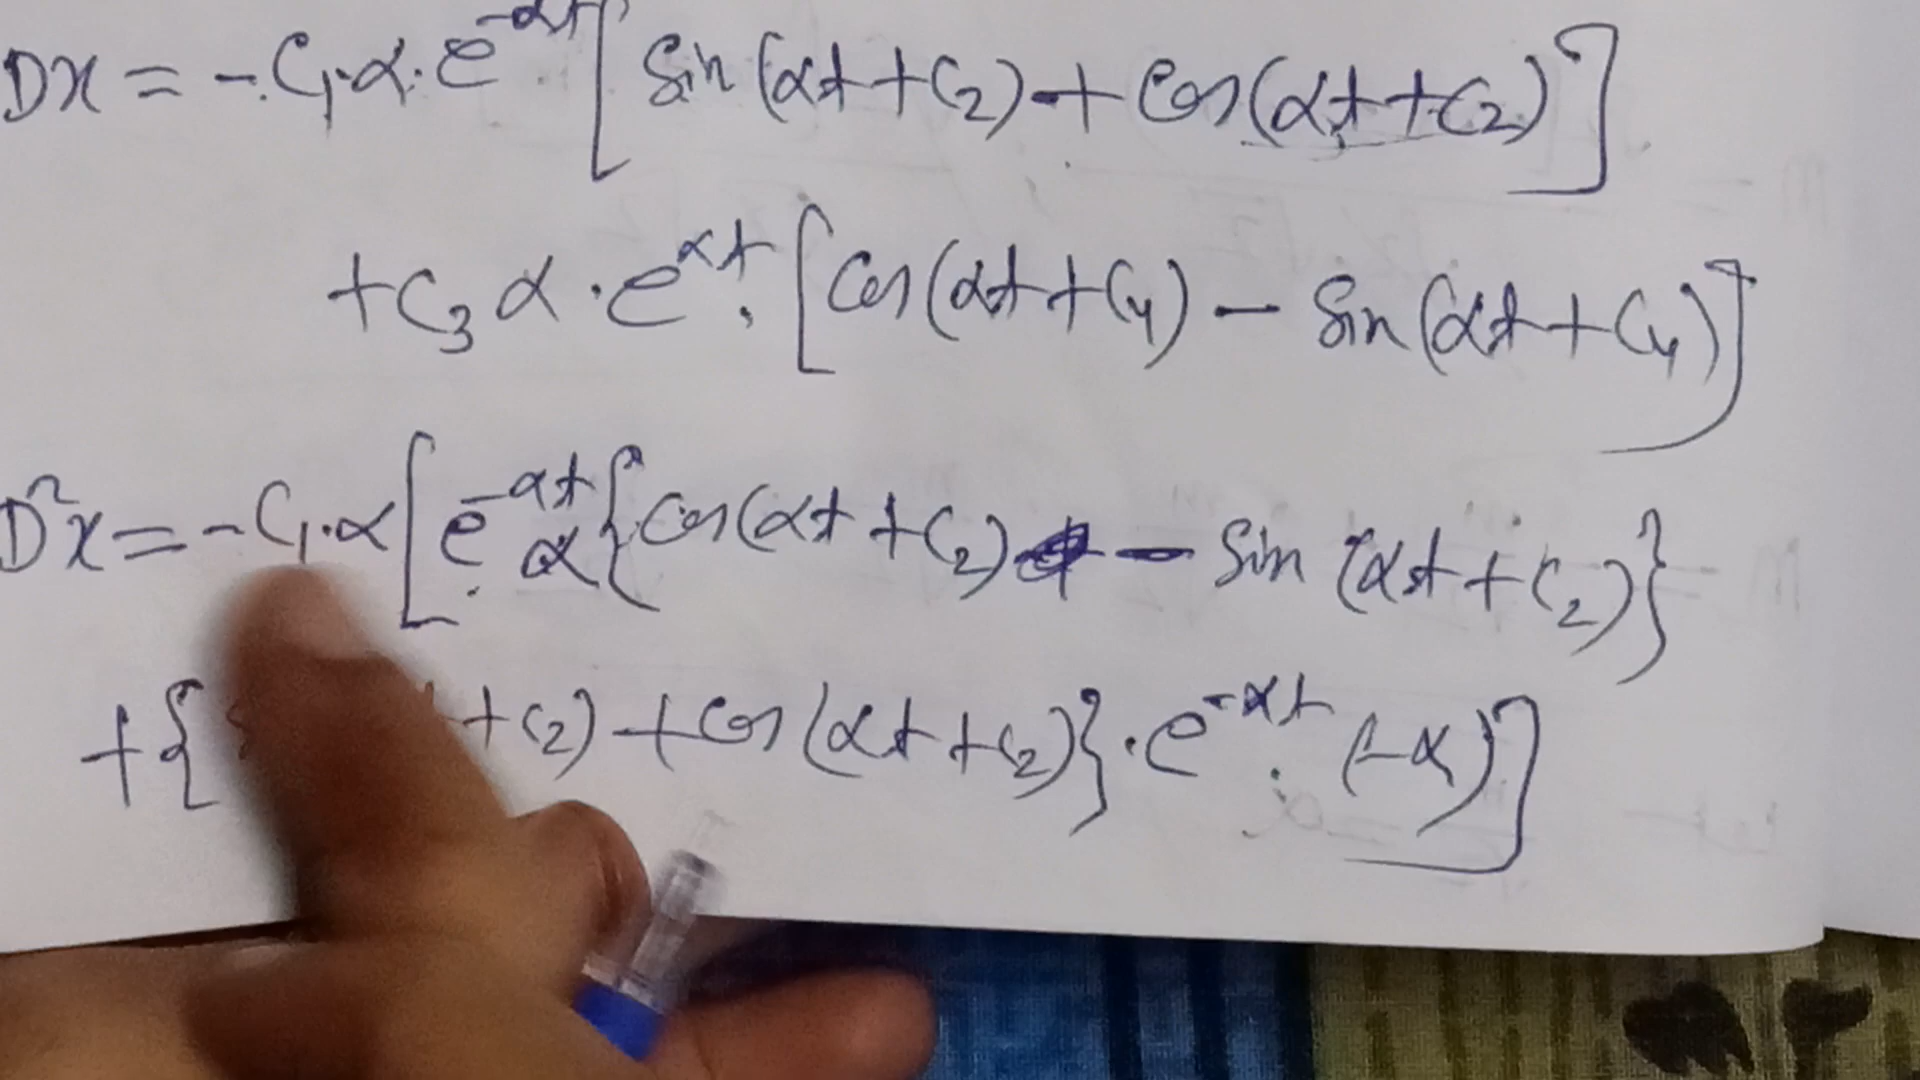 Dx = -C₁·α·e^{-αt}[Sin(αt+C₂)+Cos(αt+C₂)]
+C₃α·e^{αt}·[Cos(αt+C₄) - Sin(αt+C₄)]
D²x = -C₁·α[e^{-αt}α{Cos(αt+C₂) - Sin(αt+C₂)}
+{ +C₂)+Cos(αt+C₂)}·e^{-αt}·(-α)]